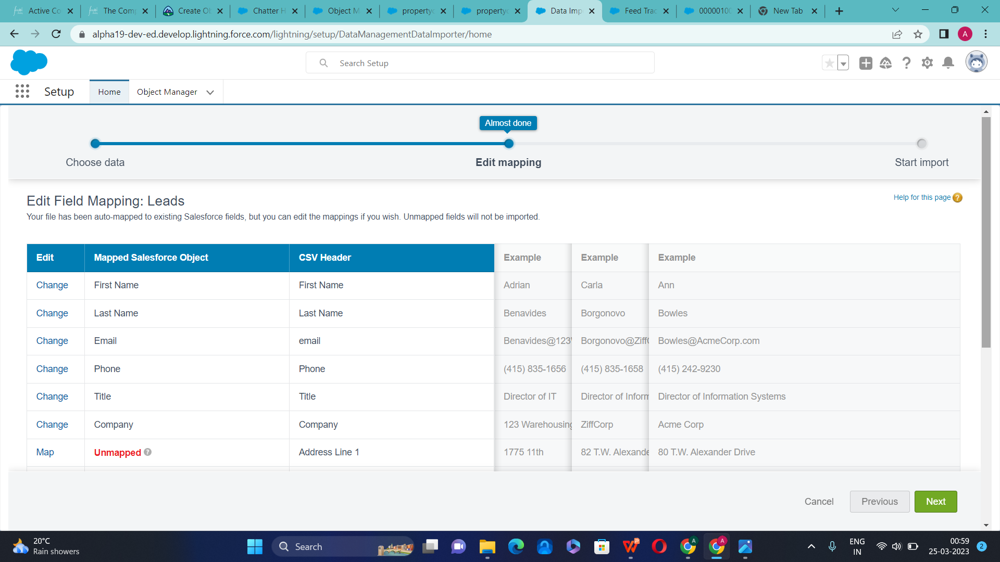 Active Co
The Comp
Create Ob
Chatter H
Object M
property
property
Data Imp
Feed Trac
00000100
New Tab
alpha19-dev-ed.develop.lightning.force.com/lightning/setup/DataManagementDataImporter/home
A
Search Setup
Setup
Home
Object Manager
Almost done
Choose data
Edit mapping
Start import
Edit Field Mapping: Leads
Help for this page ?
Your file has been auto-mapped to existing Salesforce fields, but you can edit the mappings if you wish. Unmapped fields will not be imported.
Edit Mapped Salesforce Object CSV Header Example Example Example
Change First Name First Name Adrian Carla Ann
Change Last Name Last Name Benavides Borgonovo Bowles
Change Email email Benavides@123 Borgonovo@Ziff Bowles@AcmeCorp.com
Change Phone Phone (415) 835-1656 (415) 835-1658 (415) 242-9230
Change Title Title Director of IT Director of Inform Director of Information Systems
Change Company Company 123 Warehousing ZiffCorp Acme Corp
Map Unmapped ? Address Line 1 1775 11th 82 T.W. Alexande 80 T.W. Alexander Drive
Cancel
Previous
Next
20°C
Rain showers
Search
A
A
ENG
IN
00:59
25-03-2023
2